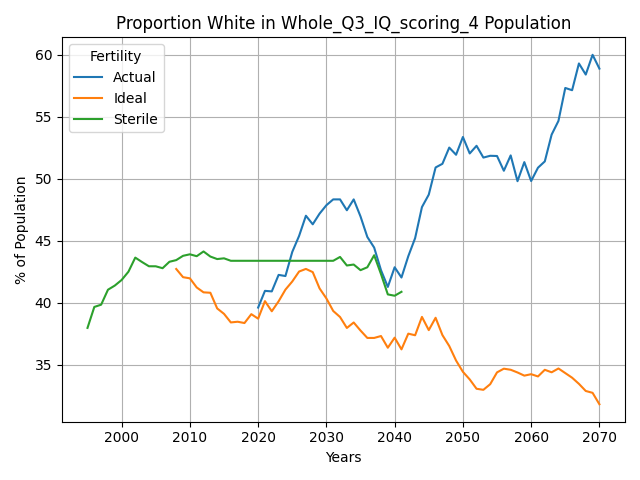 Proportion White in Whole_Q3_IQ_scoring_4 Population
Fertility
Actual
Ideal
Sterile
% of Population
60
55
50
45
40
35
2000 2010 2020 2030 2040 2050 2060 2070
Years